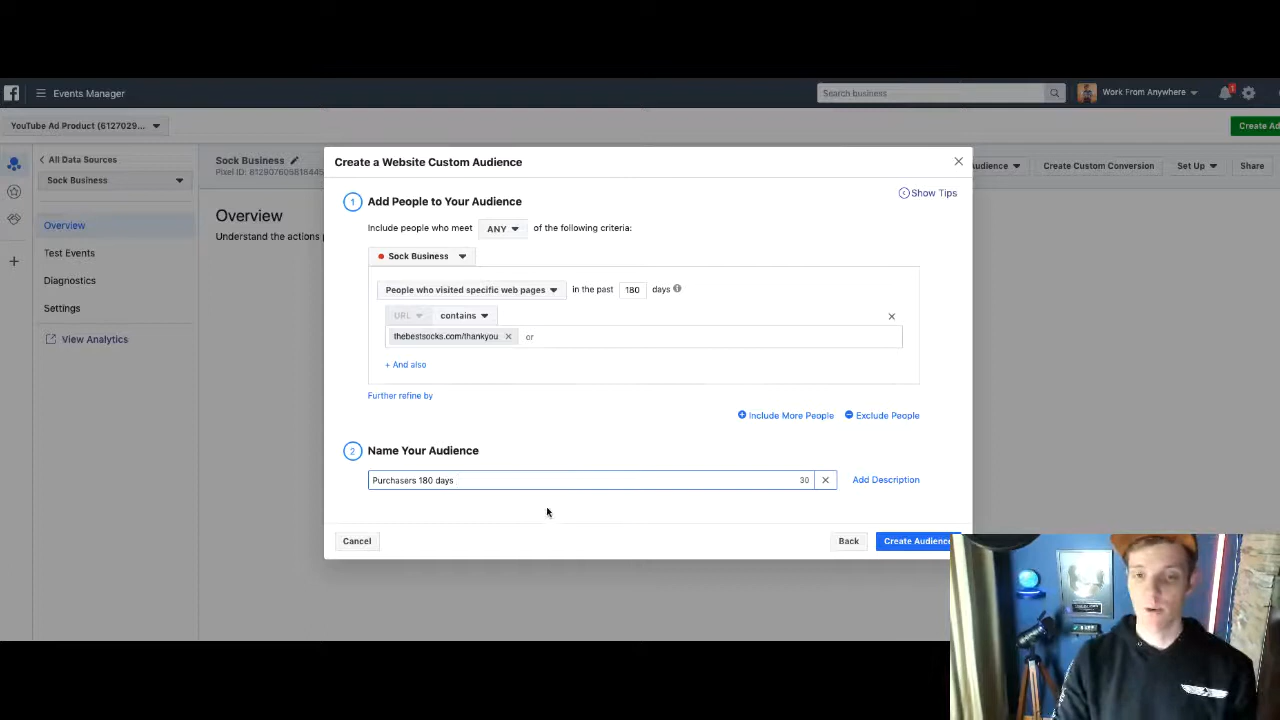 Events Manager
Search business
Work From Anywhere
1
YouTube Ad Product (6127029...
Create Ad
All Data Sources
Sock Business
Sock Business
Pixel ID: 812907605818445
Create a Website Custom Audience
udience
Create Custom Conversion
Set Up
Share
Overview
Test Events
Diagnostics
Settings
View Analytics
Overview
Understand the actions p
Show Tips
1 Add People to Your Audience
Include people who meet ANY of the following criteria:
Sock Business
People who visited specific web pages in the past 180 days
URL contains
thebestsocks.com/thankyou or
+ And also
Further refine by
Include More People Exclude People
2 Name Your Audience
Purchasers 180 days 30 Add Description
Cancel Back Create Audience